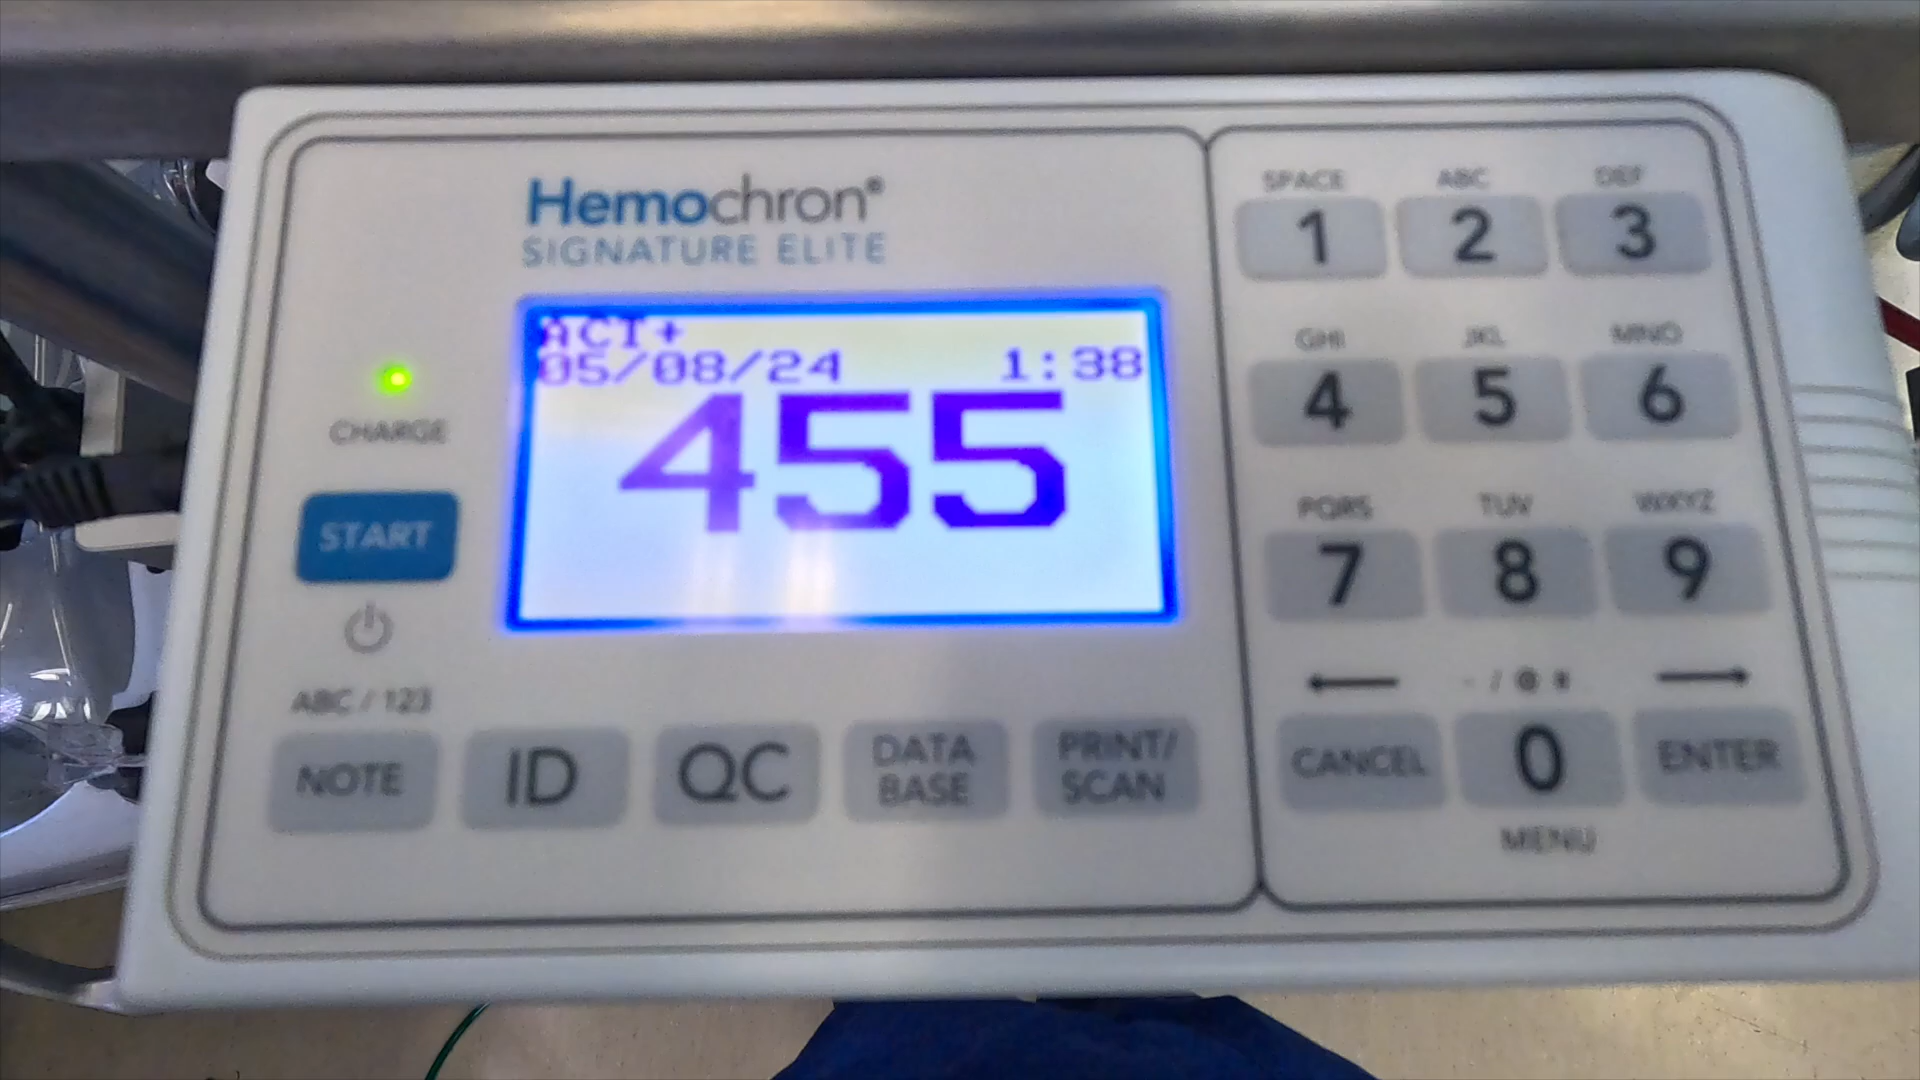 Hemochron®
SIGNATURE ELITE
ACT+
05/08/24 1:38
455
CHARGE
START
ABC / 123
NOTE
ID
QC
DATA
BASE
PRINT/
SCAN
SPACE ABC DEF
1 2 3
GHI JKL MNO
4 5 6
PQRS TUV WXYZ
7 8 9
CANCEL 0 ENTER
MENU